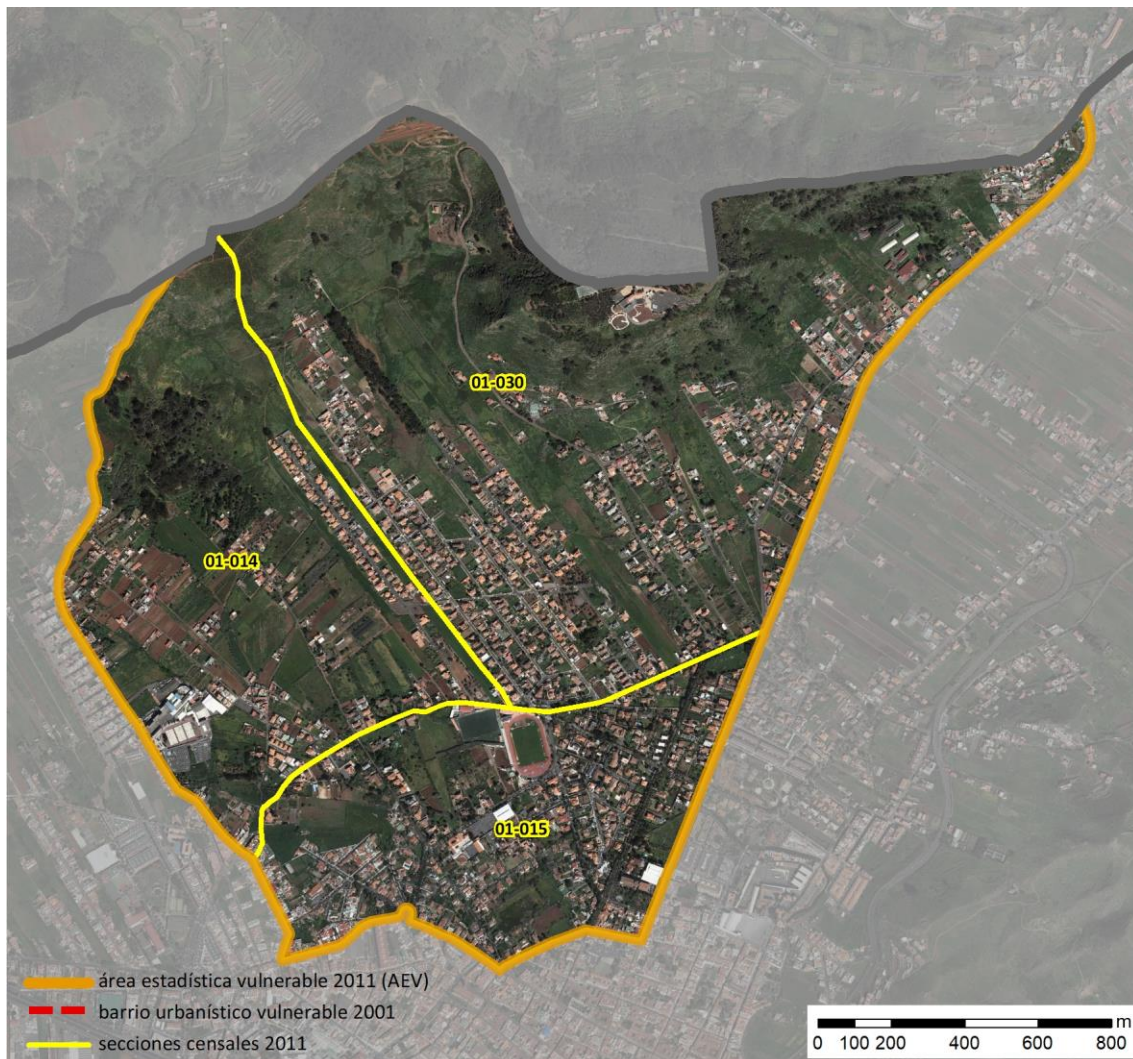 01-030
01-014
01-015
área estadística vulnerable 2011 (AEV)
barrio urbanístico vulnerable 2001
secciones censales 2011
m
0 100 200 400 600 800